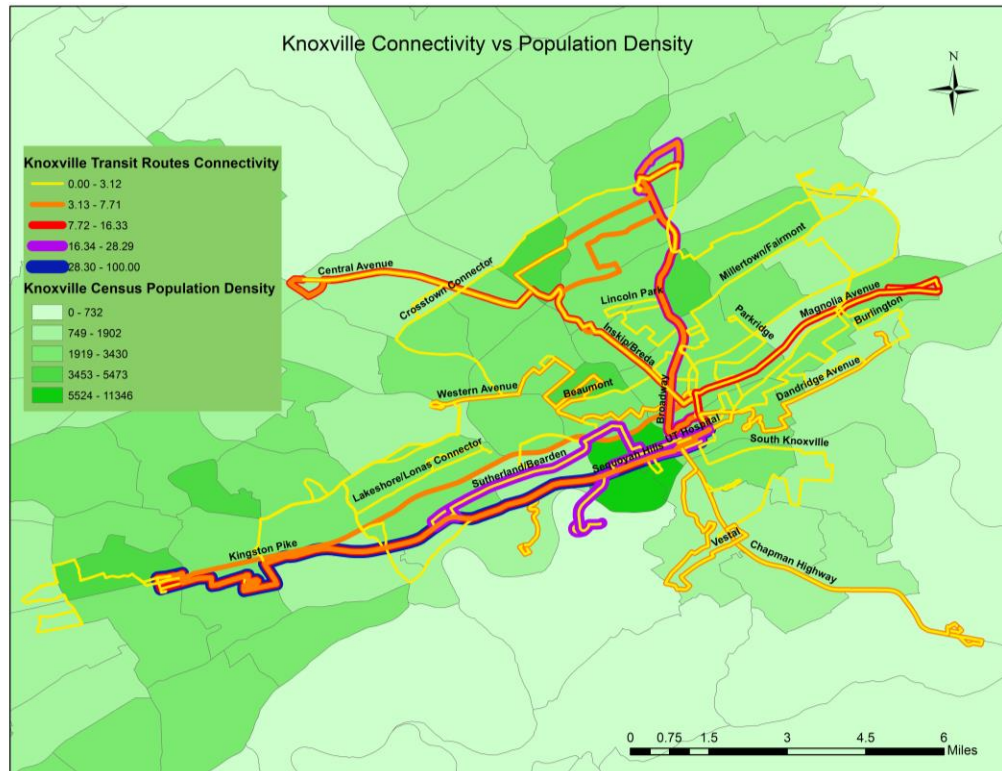 Knoxville Connectivity vs Population Density
N
Knoxville Transit Routes Connectivity
0.00 - 3.12
3.13 - 7.71
7.72 - 16.33
16.34 - 28.29
28.30 - 100.00
Knoxville Census Population Density
0 - 732
749 - 1902
1919 - 3430
3453 - 5473
5524 - 11346
Central Avenue
Crosstown Connector
Millertown/Fairmont
Lincoln Park
Magnolia Avenue
Burlington
Parkridge
Inskip/Breda
Dandridge Avenue
Western Avenue
Beaumont
Broadway
UT Hospital
South Knoxville
Sequoyah Hills
Sutherland/Bearden
Lakeshore/Lonas Connector
Kingston Pike
Vestal
Chapman Highway
0 0.75 1.5 3 4.5 6
Miles